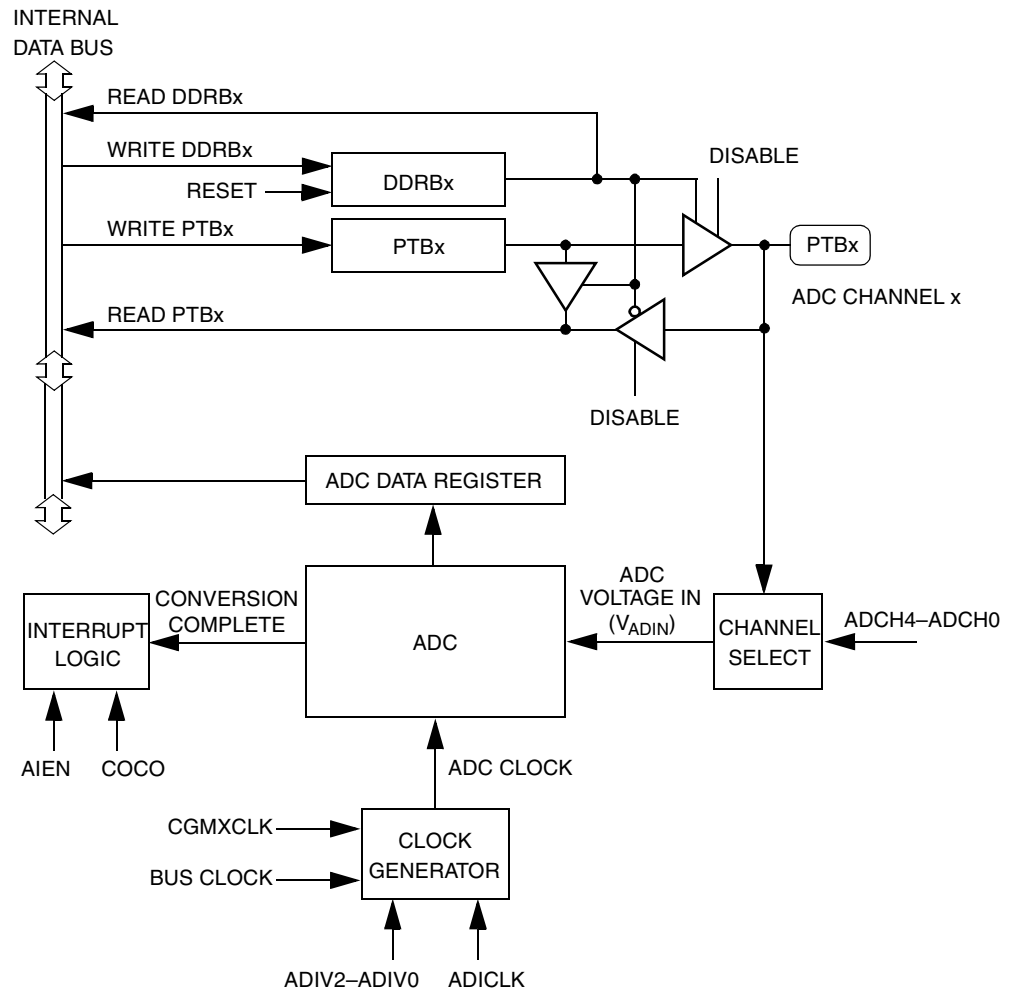 INTERNAL
DATA BUS
READ DDRBx
WRITE DDRBx
DISABLE
DDRBx
RESET
WRITE PTBx
PTBx
PTBx
ADC CHANNEL x
READ PTBx
DISABLE
ADC DATA REGISTER
ADC
VOLTAGE IN
(VADIN)
CONVERSION
COMPLETE
INTERRUPT
LOGIC
ADC
CHANNEL
SELECT
ADCH4–ADCH0
AIEN
COCO
ADC CLOCK
CGMXCLK
CLOCK
GENERATOR
BUS CLOCK
ADIV2–ADIV0
ADICLK